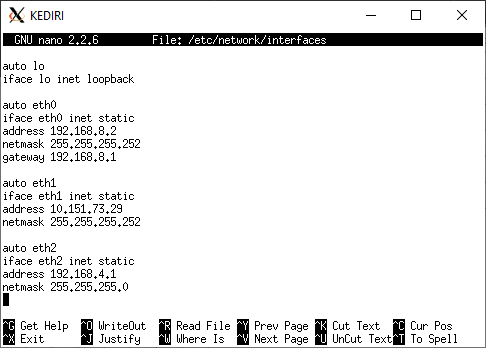 KEDIRI
GNU nano 2.2.6 File: /etc/network/interfaces
auto lo
iface lo inet loopback
auto eth0
iface eth0 inet static
address 192.168.8.2
netmask 255.255.255.252
gateway 192.168.8.1
auto eth1
iface eth1 inet static
address 10.151.73.29
netmask 255.255.255.252
auto eth2
iface eth2 inet static
address 192.168.4.1
netmask 255.255.255.0
^G Get Help ^O WriteOut ^R Read File ^Y Prev Page ^K Cut Text ^C Cur Pos
^X Exit ^J Justify ^W Where Is ^V Next Page ^U UnCut Text ^T To Spell